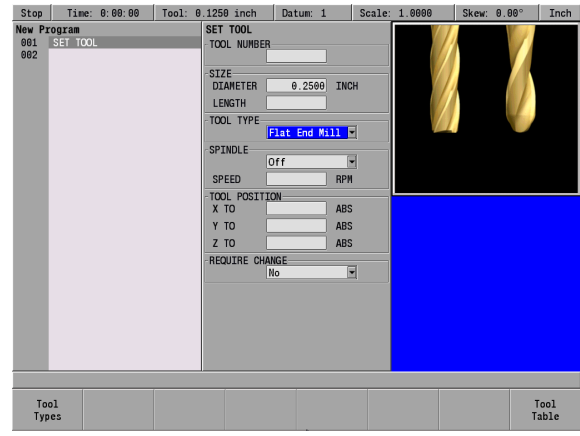 Stop Time: 0:00:00 Tool: 0.1250 inch Datum: 1 Scale: 1.0000 Skew: 0.00° Inch
New Program
001 SET TOOL
002
SET TOOL
TOOL NUMBER
SIZE
DIAMETER 0.2500 INCH
LENGTH
TOOL TYPE
Flat End Mill
SPINDLE
Off
SPEED RPM
TOOL POSITION
X TO ABS
Y TO ABS
Z TO ABS
REQUIRE CHANGE
No
Tool Types
Tool Table